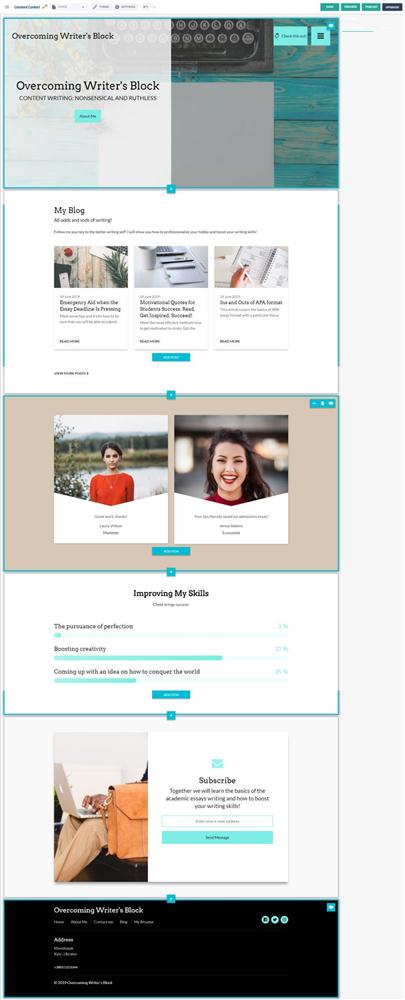 Constant Contact
HOME
THEME
SETTINGS
SAVE
PREVIEW
PUBLISH
UPGRADE
Overcoming Writer's Block
Check this out!
Overcoming Writer's Block
CONTENT WRITING: NONSENSICAL AND RUTHLESS
About Me
My Blog
All odds and sods of writing!
Follow my journey to the better writing self! I will show you how to professionalize your hobby and boost your writing skills!
18 June 2019
Emergency Aid when the
Essay Deadline Is Pressing
Meet some tips and tricks how to be
sure that you will be able to submit
READ MORE
18 June 2019
Motivational Quotes for
Students Success: Read,
Get Inspired, Succeed!
Meet the most efficient methods how
to get motivated to study. Get the
READ MORE
18 June 2019
Ins and Outs of APA format
This article covers the basics of APA
essay format with a particular focus
READ MORE
ADD POST
VIEW MORE POSTS
Great work, thanks!
Laura Wilson
Marketer
Your tips literally saved my admissions essay!
Jenna Adams
Economist
ADD ITEM
Improving My Skills
Cheek brings success!
The pursuance of perfection 3 %
Boosting creativity 72 %
Coming up with an idea on how to conquer the world 35 %
ADD ITEM
Subscribe
Together we will learn the basics of the
academic essays writing and how to boost
your writing skills!
Enter your e-mail address
Send Message
Overcoming Writer's Block
Home
About Me
Contact me
Blog
My Resume
Address
Kyiv, Ukraine
© 2019 Overcoming Writer's Block